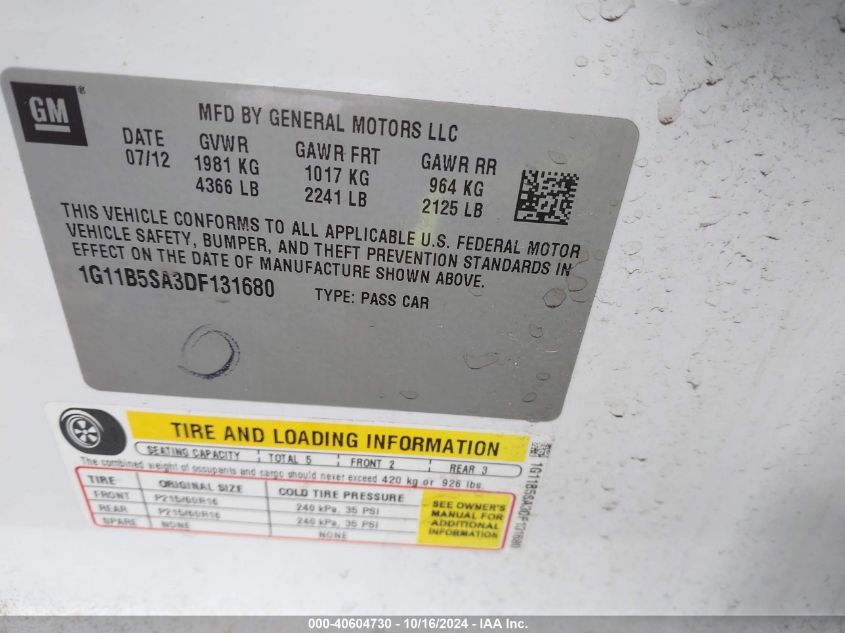 GM ®
MFD BY GENERAL MOTORS LLC
DATE GVWR GAWR FRT GAWR RR
07/12 1981 KG 1017 KG 964 KG
4366 LB 2241 LB 2125 LB
THIS VEHICLE CONFORMS TO ALL APPLICABLE U.S. FEDERAL MOTOR
VEHICLE SAFETY, BUMPER, AND THEFT PREVENTION STANDARDS IN
EFFECT ON THE DATE OF MANUFACTURE SHOWN ABOVE.
1G11B5SA3DF131680 TYPE: PASS CAR
TIRE AND LOADING INFORMATION
SEATING CAPACITY TOTAL 5 FRONT 2 REAR 3
The combined weight of occupants and cargo should never exceed 420 kg or 926 lbs.
TIRE ORIGINAL SIZE COLD TIRE PRESSURE
FRONT P215/60R16 240 kPa, 35 PSI
REAR P215/60R16 240 kPa, 35 PSI
SPARE NONE NONE
SEE OWNER'S
MANUAL FOR
ADDITIONAL
INFORMATION
1G11B5SA3DF131680
000-40604730 - 10/16/2024 - IAA Inc.